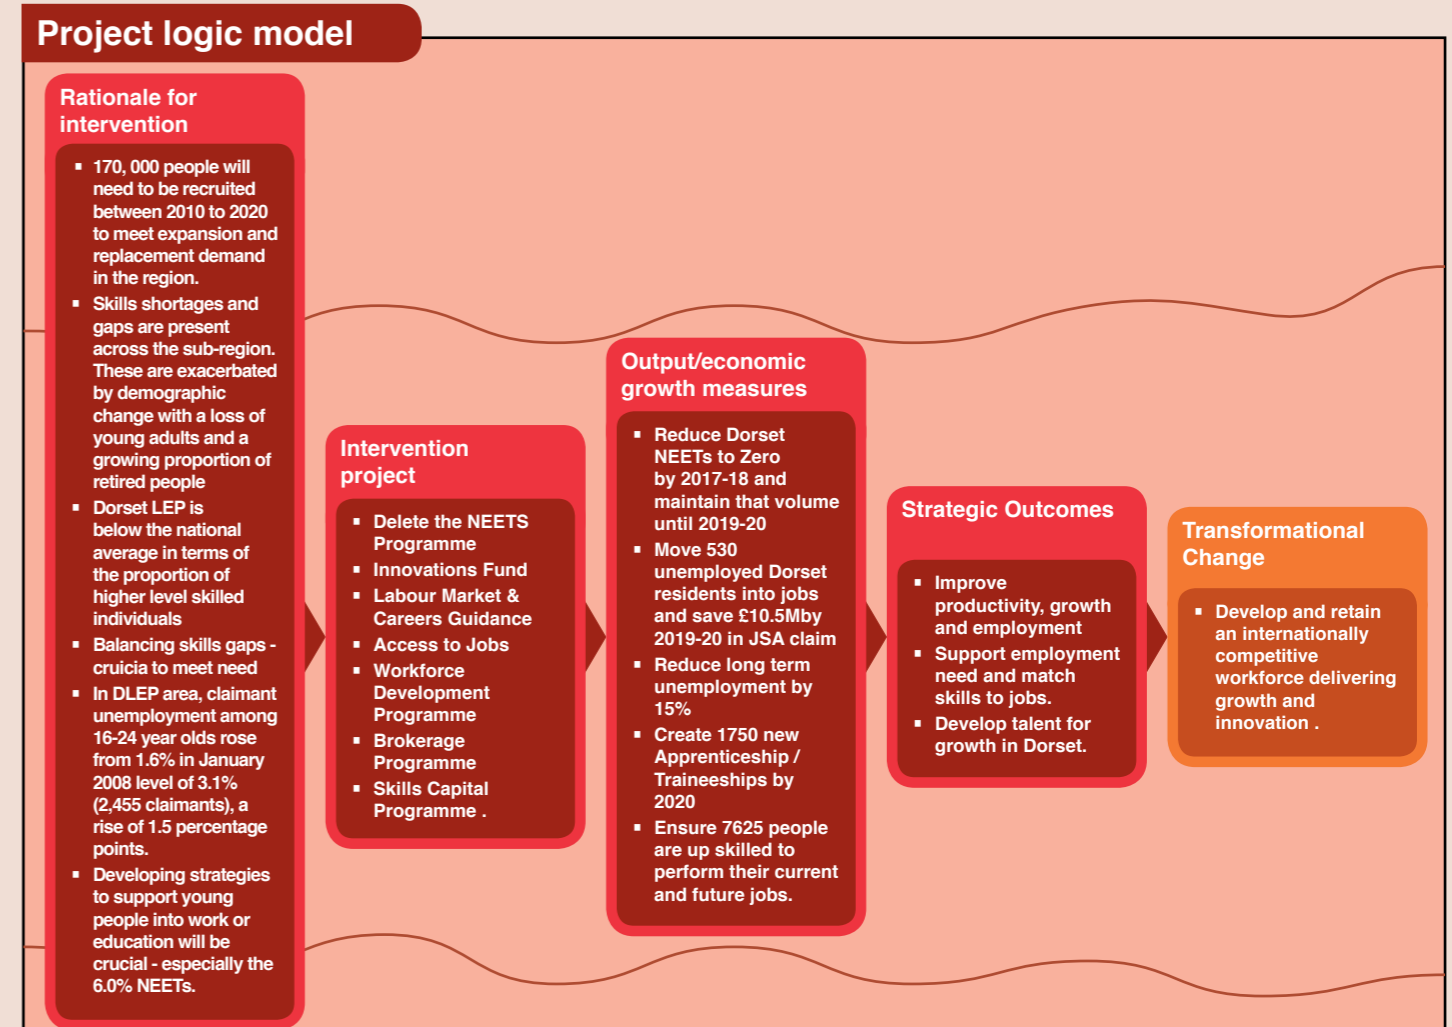 Project logic model
Rationale for
intervention
▪ 170, 000 people will
need to be recruited
between 2010 to 2020
to meet expansion and
replacement demand
in the region.
▪ Skills shortages and
gaps are present
across the sub-region.
These are exacerbated
by demographic
change with a loss of
young adults and a
growing proportion of
retired people
▪ Dorset LEP is
below the national
average in terms of
the proportion of
higher level skilled
individuals
▪ Balancing skills gaps -
cruicia to meet need
▪ In DLEP area, claimant
unemployment among
16-24 year olds rose
from 1.6% in January
2008 level of 3.1%
(2,455 claimants), a
rise of 1.5 percentage
points.
▪ Developing strategies
to support young
people into work or
education will be
crucial - especially the
6.0% NEETs.
Intervention
project
▪ Delete the NEETS
Programme
▪ Innovations Fund
▪ Labour Market &
Careers Guidance
▪ Access to Jobs
▪ Workforce
Development
Programme
▪ Brokerage
Programme
▪ Skills Capital
Programme .
Output/economic
growth measures
▪ Reduce Dorset
NEETs to Zero
by 2017-18 and
maintain that volume
until 2019-20
▪ Move 530
unemployed Dorset
residents into jobs
and save £10.5Mby
2019-20 in JSA claim
▪ Reduce long term
unemployment by
15%
▪ Create 1750 new
Apprenticeship /
Traineeships by
2020
▪ Ensure 7625 people
are up skilled to
perform their current
and future jobs.
Strategic Outcomes
▪ Improve
productivity, growth
and employment
▪ Support employment
need and match
skills to jobs.
▪ Develop talent for
growth in Dorset.
Transformational
Change
▪ Develop and retain
an internationally
competitive
workforce delivering
growth and
innovation .